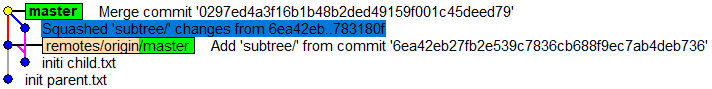 master Merge commit '0297ed4a3f16b1b48b2ded49159f001c45deed79'
Squashed 'subtree/' changes from 6ea42eb..783180f
remotes/origin/master Add 'subtree/' from commit '6ea42eb27fb2e539c7836cb688f9ec7ab4deb736'
initi child.txt
init parent.txt